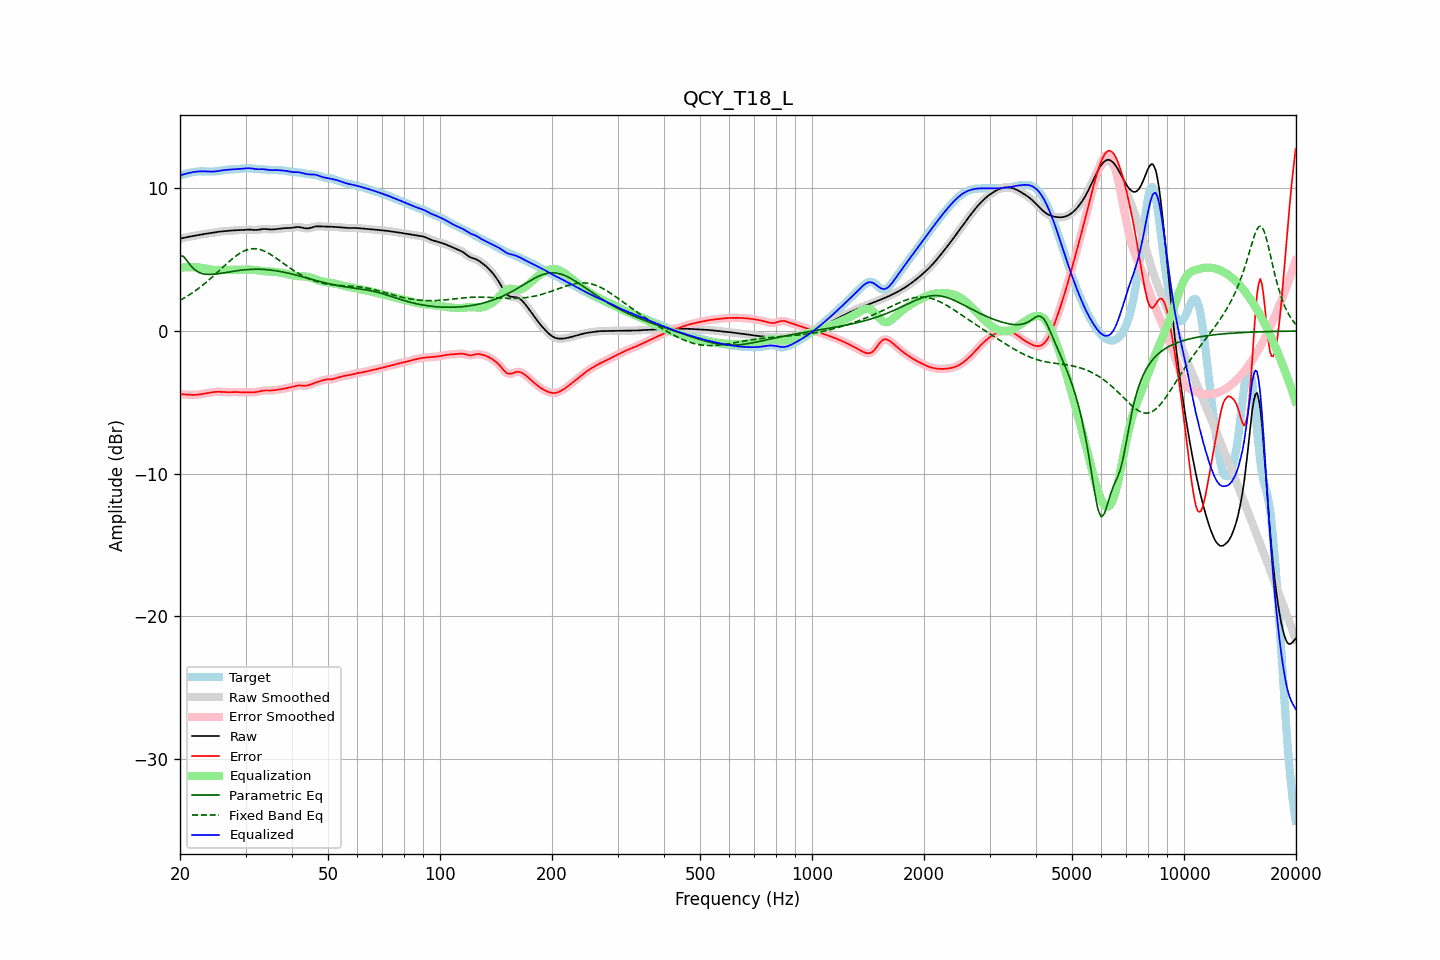 QCY_T18_L
Amplitude (dBr)
10
0
−10
−20
−30
Target
Raw Smoothed
Error Smoothed
Raw
Error
Equalization
Parametric Eq
Fixed Band Eq
Equalized
20 50 100 200 500 1000 2000 5000 10000 20000
Frequency (Hz)